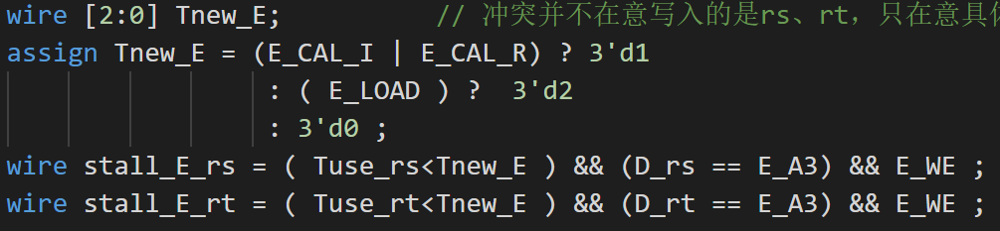 wire [2:0] Tnew_E; // 冲突并不在意写入的是rs、rt，只在意具
assign Tnew_E = (E_CAL_I | E_CAL_R) ? 3'd1
: ( E_LOAD ) ? 3'd2
: 3'd0 ;
wire stall_E_rs = ( Tuse_rs<Tnew_E ) && (D_rs == E_A3) && E_WE ;
wire stall_E_rt = ( Tuse_rt<Tnew_E ) && (D_rt == E_A3) && E_WE ;